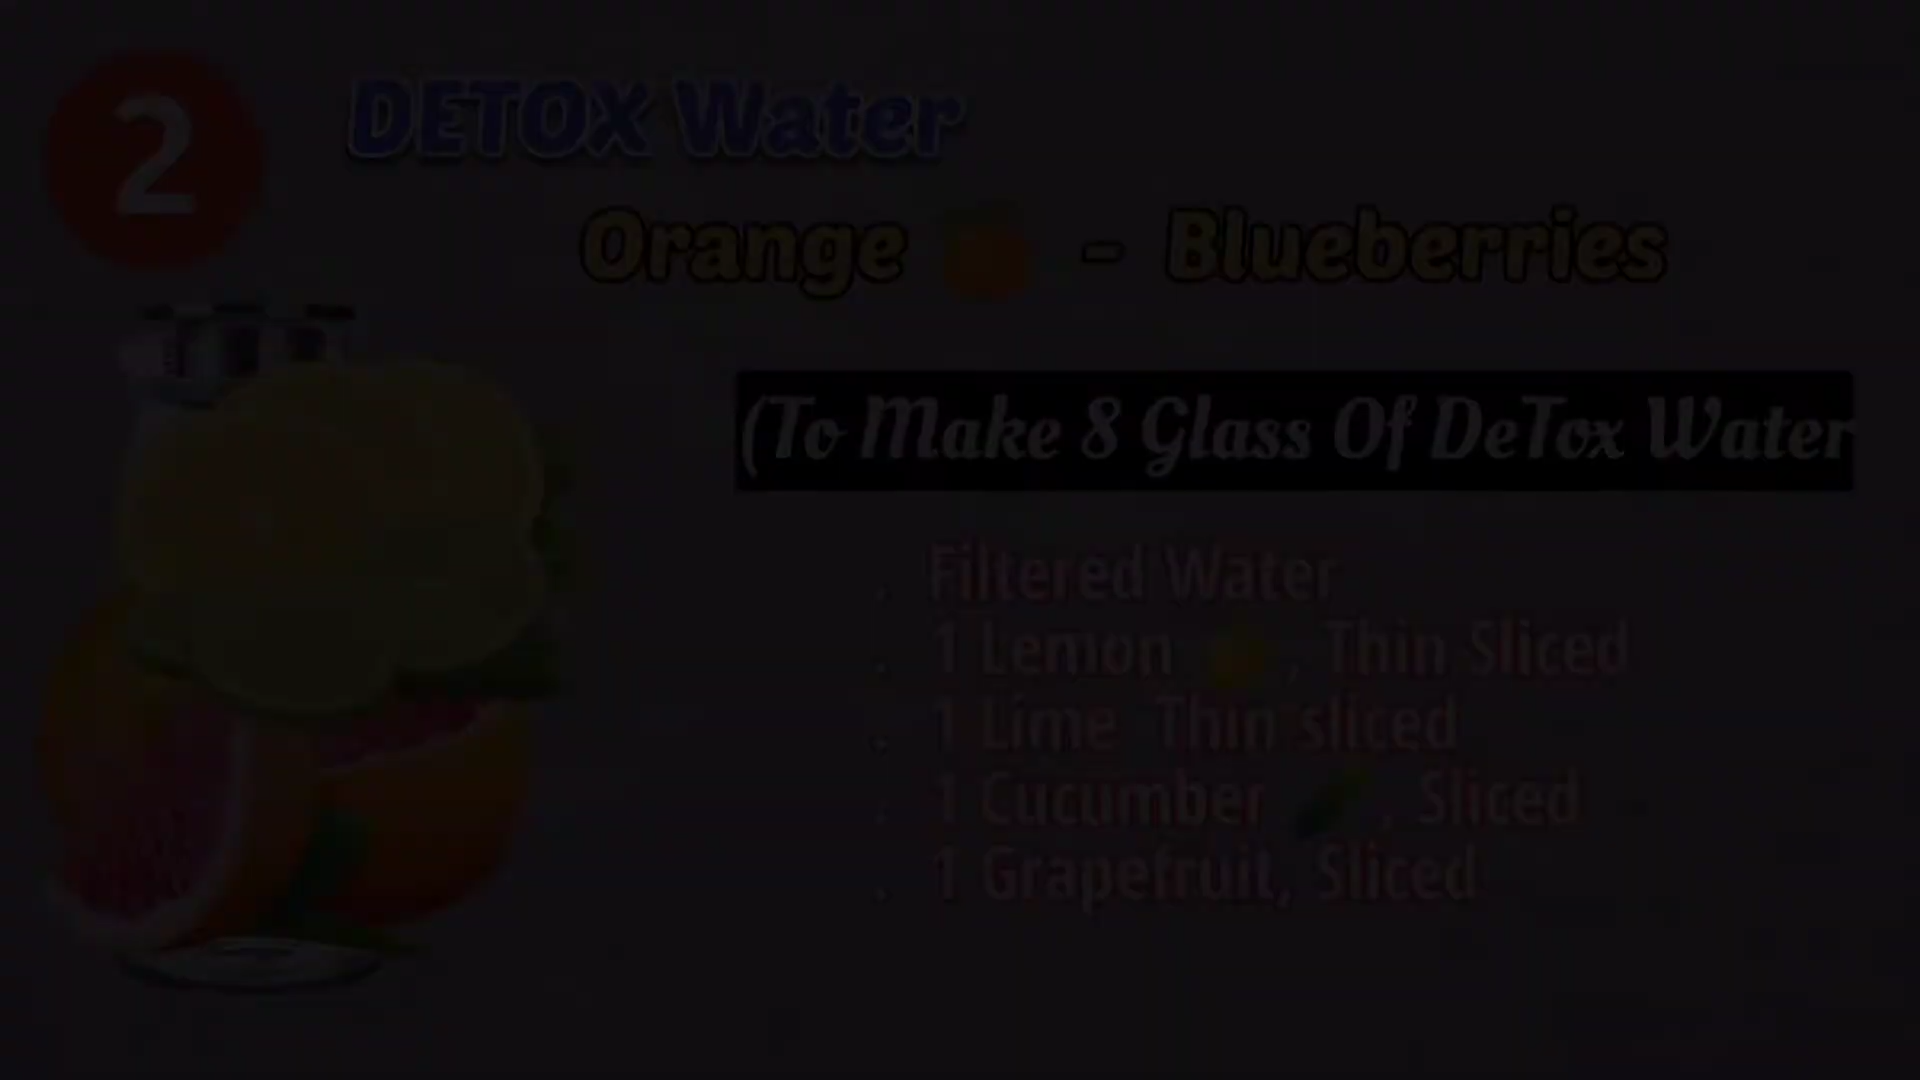 2
DETOX Water
Orange 🍊 - Blueberries
(To Make 8 Glass Of DeTox Water
. Filtered Water
. 1 Lemon 🍋, Thin Sliced
. 1 Lime Thin sliced
. 1 Cucumber 🥒, Sliced
. 1 Grapefruit, Sliced